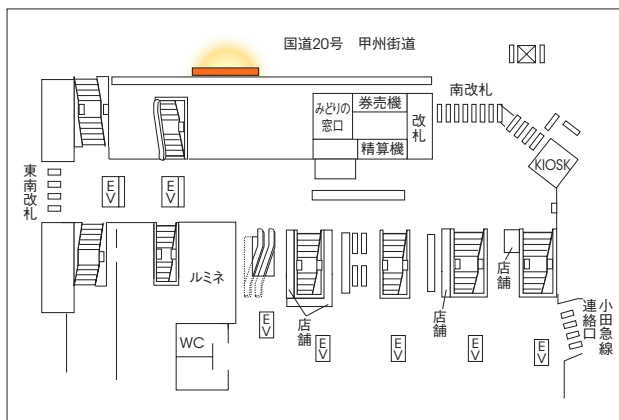 国道20号 甲州街道
南改札
みどりの
窓口
券売機
精算機
改札
KIOSK
東南改札
EV
EV
ルミネ
WC
EV
店舗
EV
EV
店舗
EV
店舗
EV
小田急線
連絡口